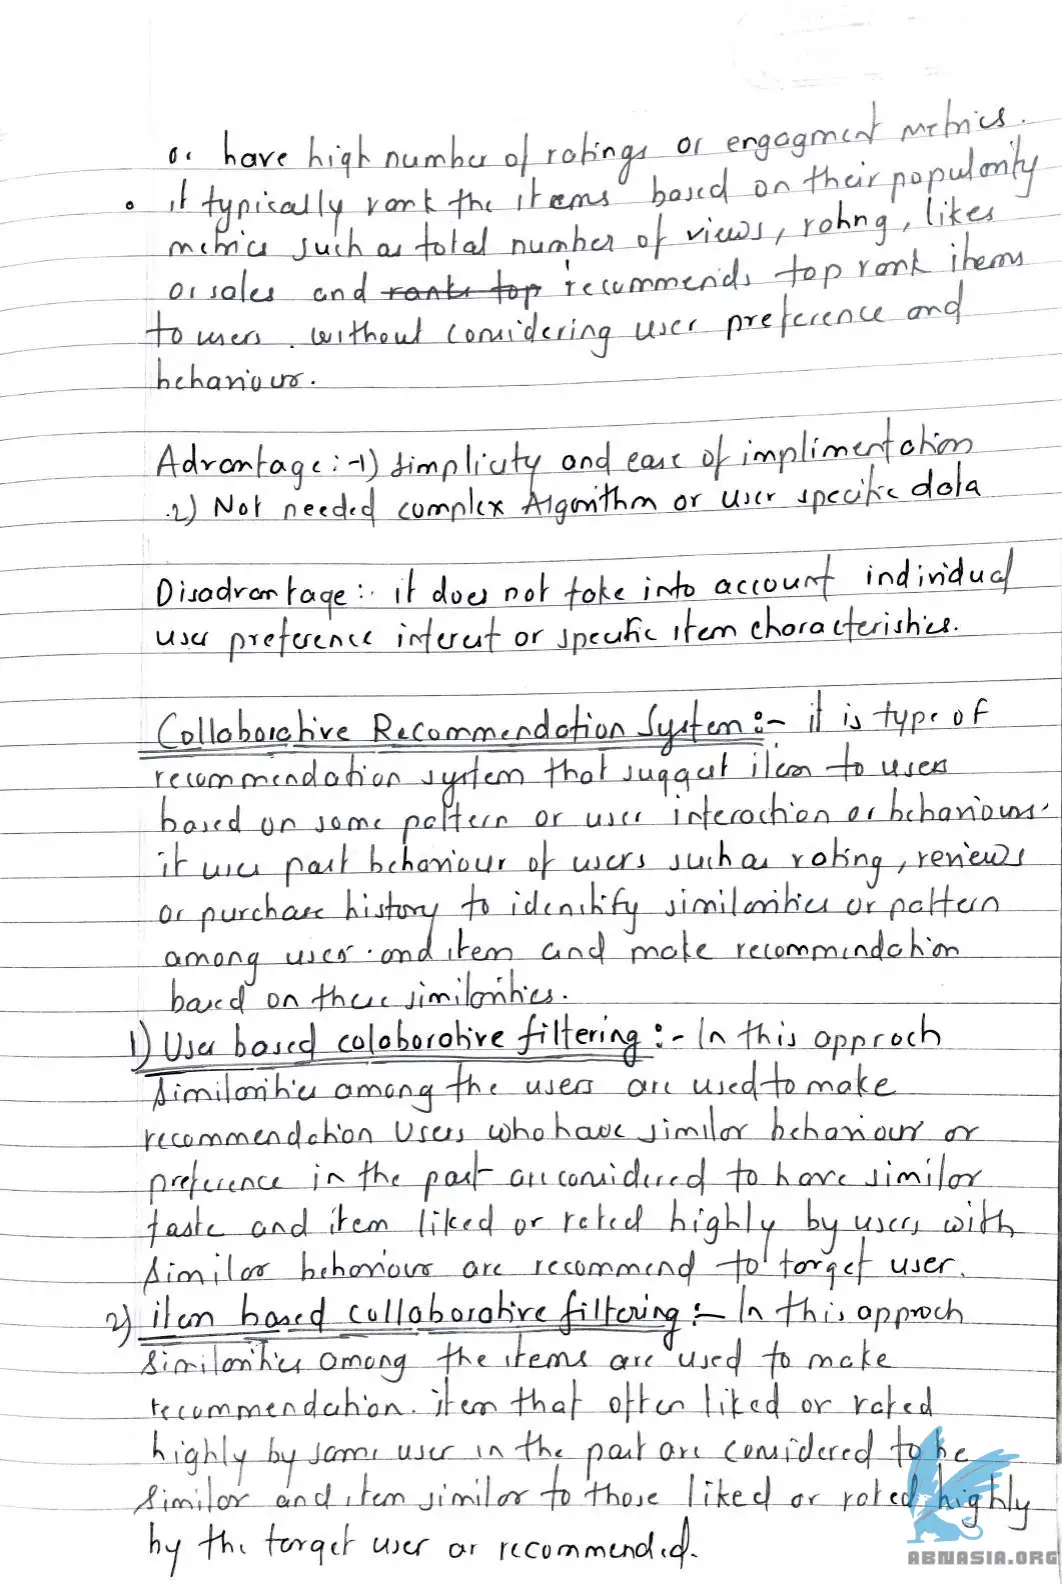 or have high number of ratings or engagment metrics.
• it typically rank the items based on their popularity
metrics such as total number of views, rating, likes
or sales and ranks top recommends top rank items
to users. without considering user preference and
behaviour.
Advantage:-1) Simplicity and ease of implimentation
2) Not needed complex Algorithm or user specific data
Disadvantage:- it does not take into account individual
user preference interest or specific item characteristics.
Collaborative Recommendation System:- it is type of
recommendation system that suggest item to users
based on some pattern or user interaction or behaviours.
it uses past behaviour of users such as rating, reviews
or purchase history to identify similarities or pattern
among user and item and make recommendation
based on these similarities.
1) User based colaborative filtering:- In this approch
Similarities among the users are used to make
recommendation Users who have similar behaviour or
preference in the past are considered to have similar
taste and item liked or rated highly by users with
Similar behaviour are recommend to target user.
2) item based collaborative filtering:- In this approch
Similarities among the items are used to make
recommendation. item that often liked or rated
highly by same user in the past are considered to be
Similar and item similar to those liked or rated highly
by the target user ar recommended.
ABNASIA.ORG